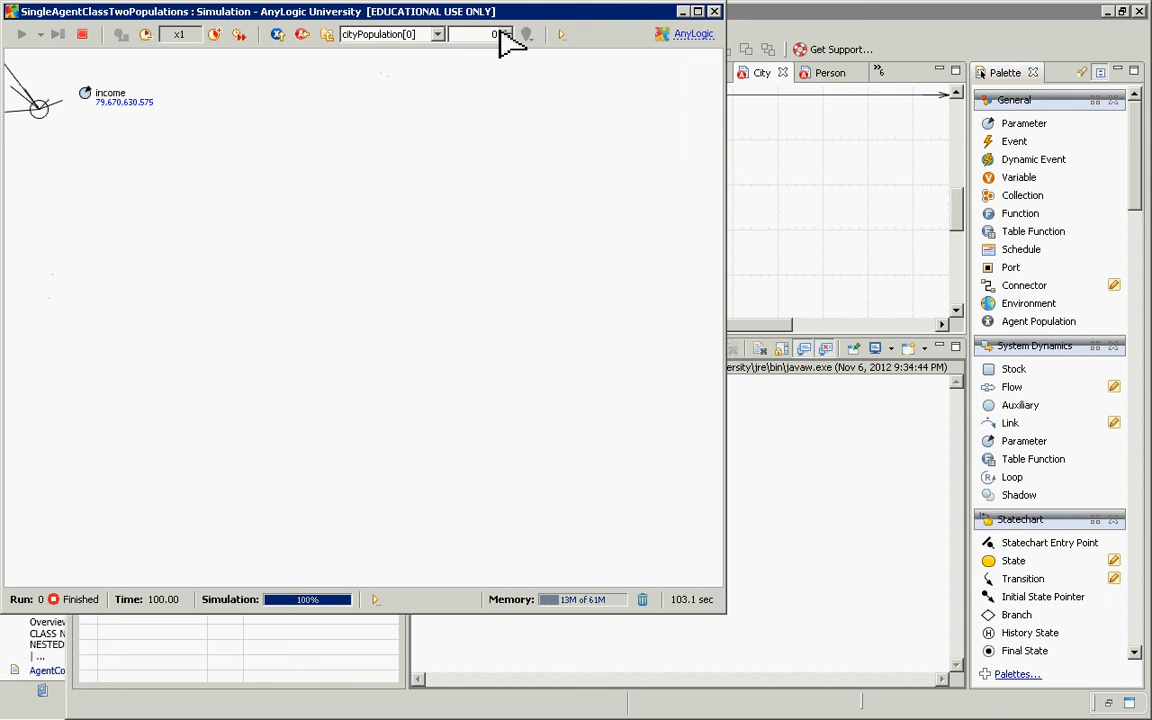 SingleAgentClassTwoPopulations : Simulation - AnyLogic University [EDUCATIONAL USE ONLY]
x1
cityPopulation[0]
0
AnyLogic
Get Support...
income
79,670,630.575
City
Person
6
Palette
General
Parameter
Event
Dynamic Event
Variable
Collection
Function
Table Function
Schedule
Port
Connector
Environment
Agent Population
System Dynamics
ersity\jre\bin\javaw.exe (Nov 6, 2012 9:34:44 PM)
Stock
Flow
Auxiliary
Link
Parameter
Table Function
Loop
Shadow
Statechart
Statechart Entry Point
State
Transition
Initial State Pointer
Branch
History State
Final State
Palettes...
Run: 0 Finished Time: 100.00 Simulation: 100% Memory: 13M of 61M 103.1 sec
Overview
CLASS N
NESTED
| ...
AgentCo